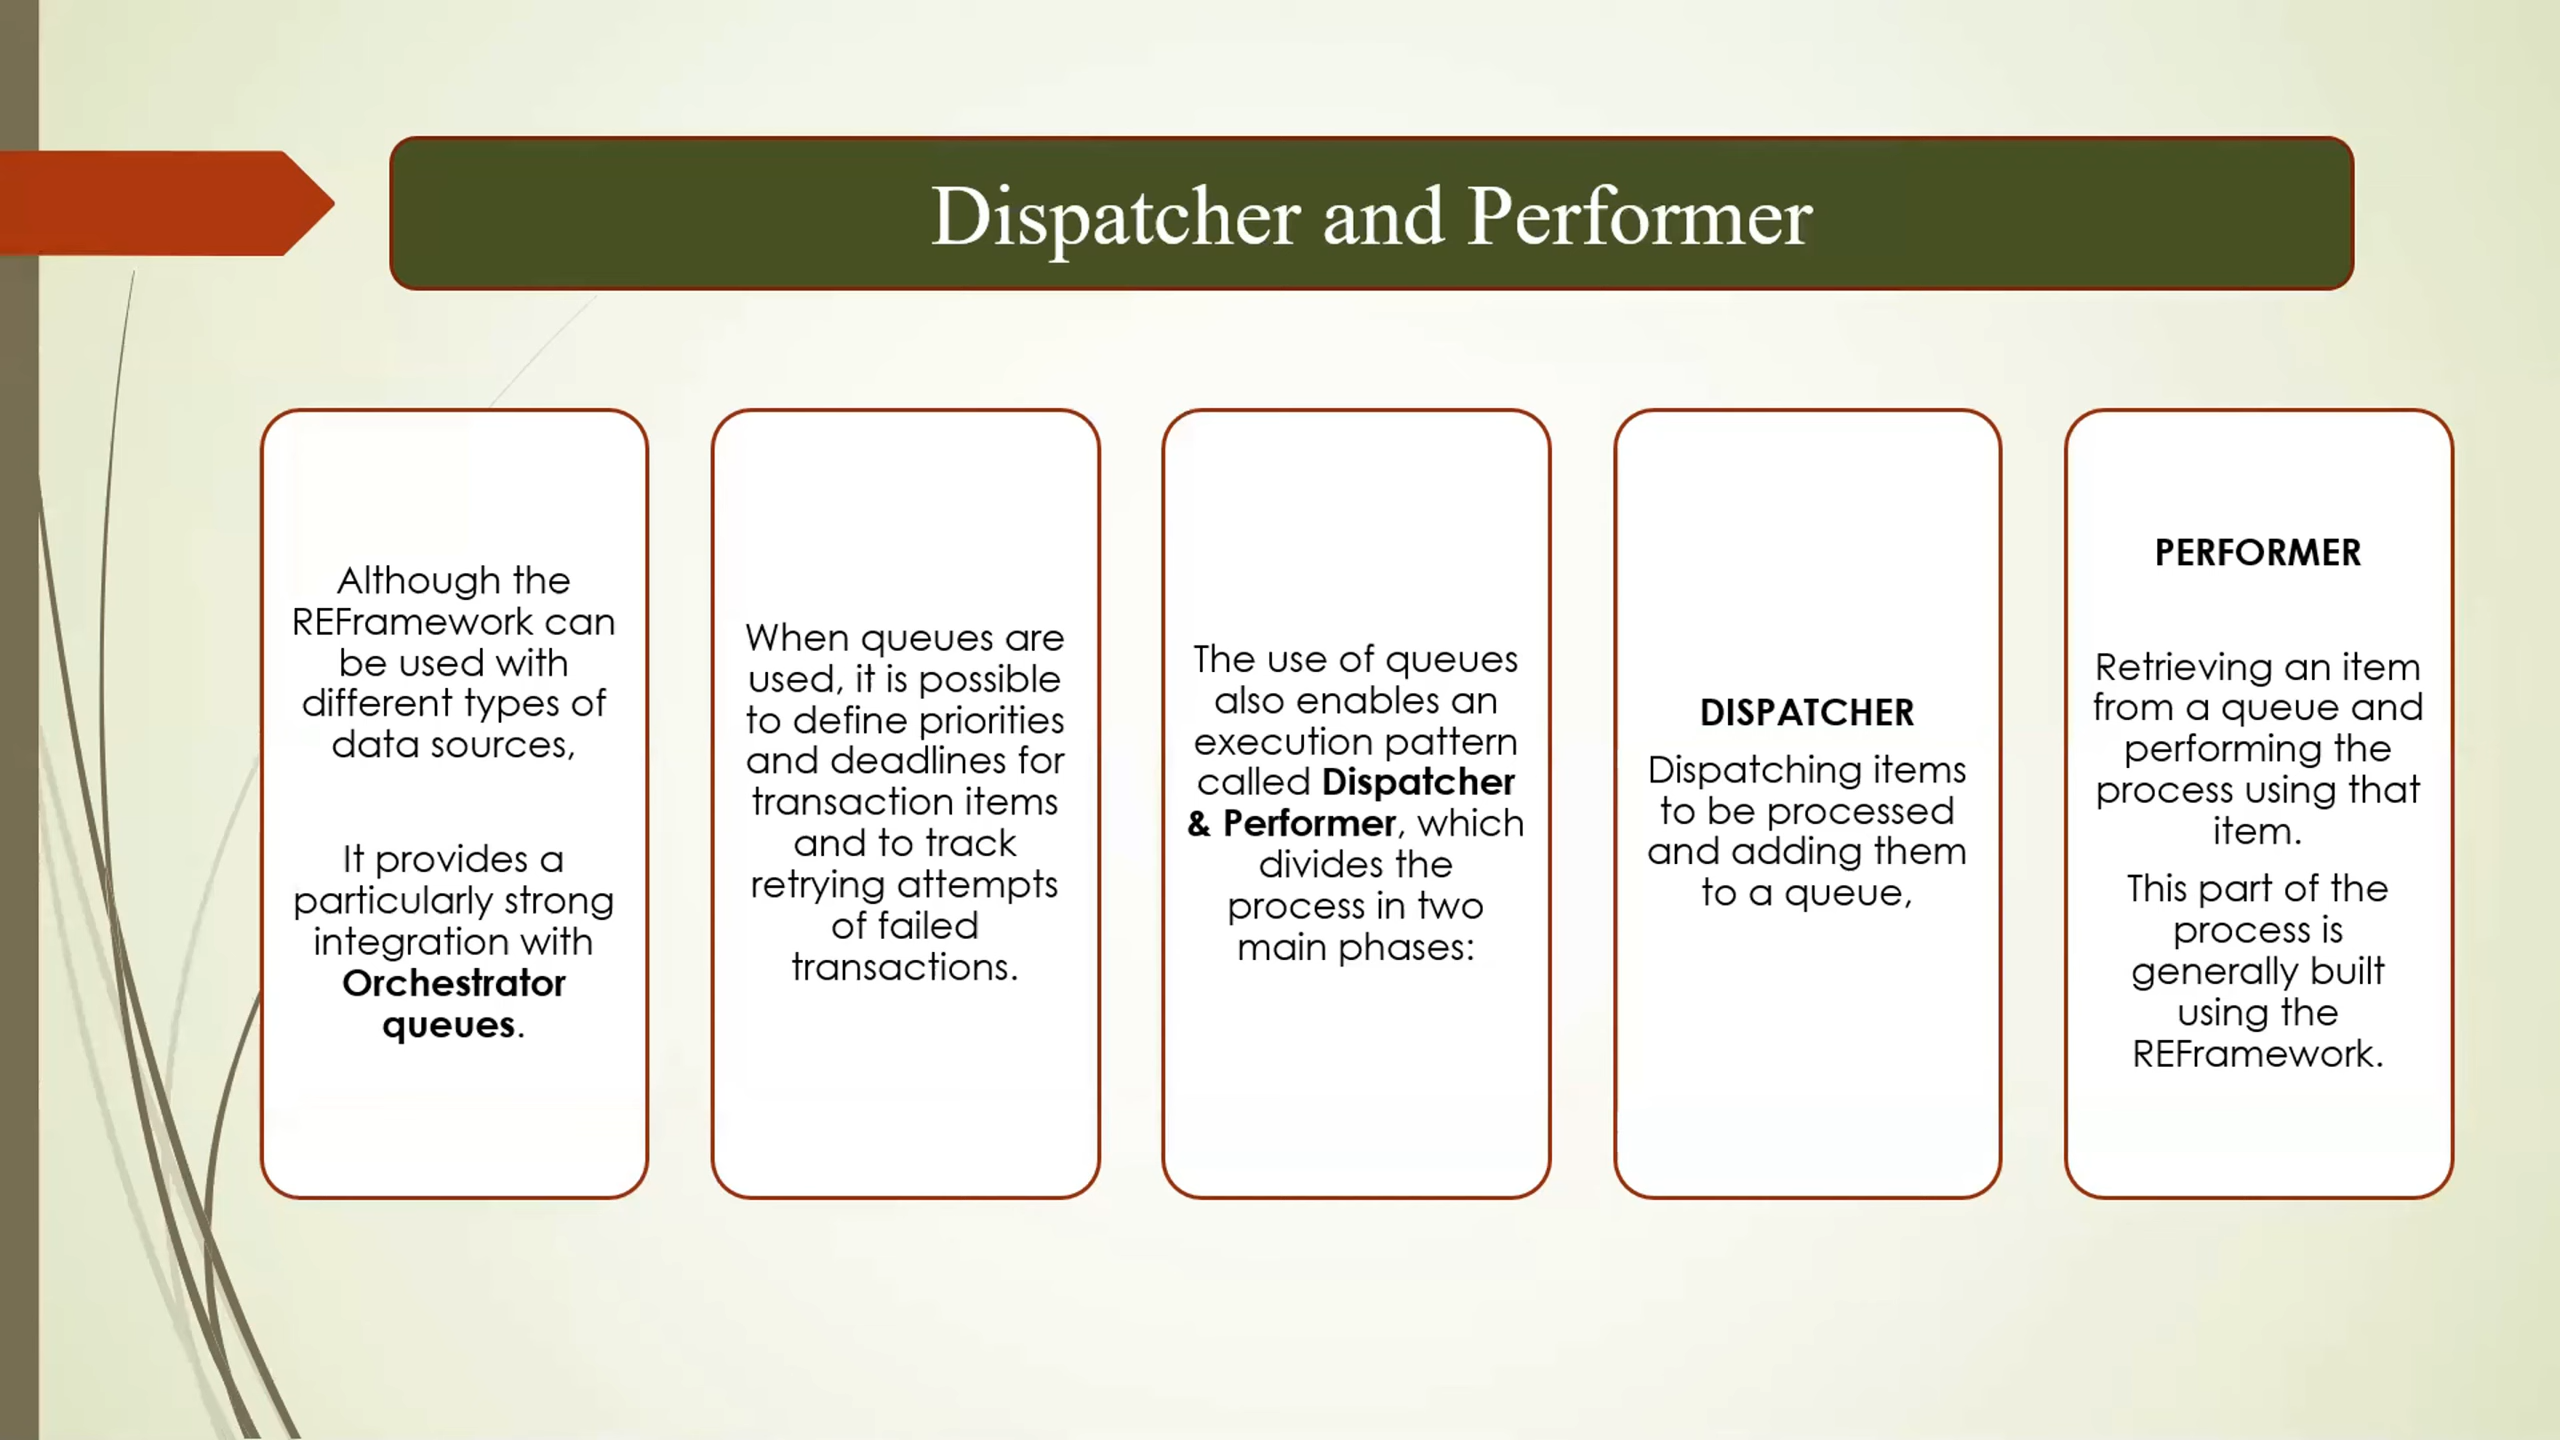 Dispatcher and Performer
Although the
REFramework can
be used with
different types of
data sources,
It provides a
particularly strong
integration with
Orchestrator
queues.
When queues are
used, it is possible
to define priorities
and deadlines for
transaction items
and to track
retrying attempts
of failed
transactions.
The use of queues
also enables an
execution pattern
called Dispatcher
& Performer, which
divides the
process in two
main phases:
DISPATCHER
Dispatching items
to be processed
and adding them
to a queue,
PERFORMER
Retrieving an item
from a queue and
performing the
process using that
item.
This part of the
process is
generally built
using the
REFramework.